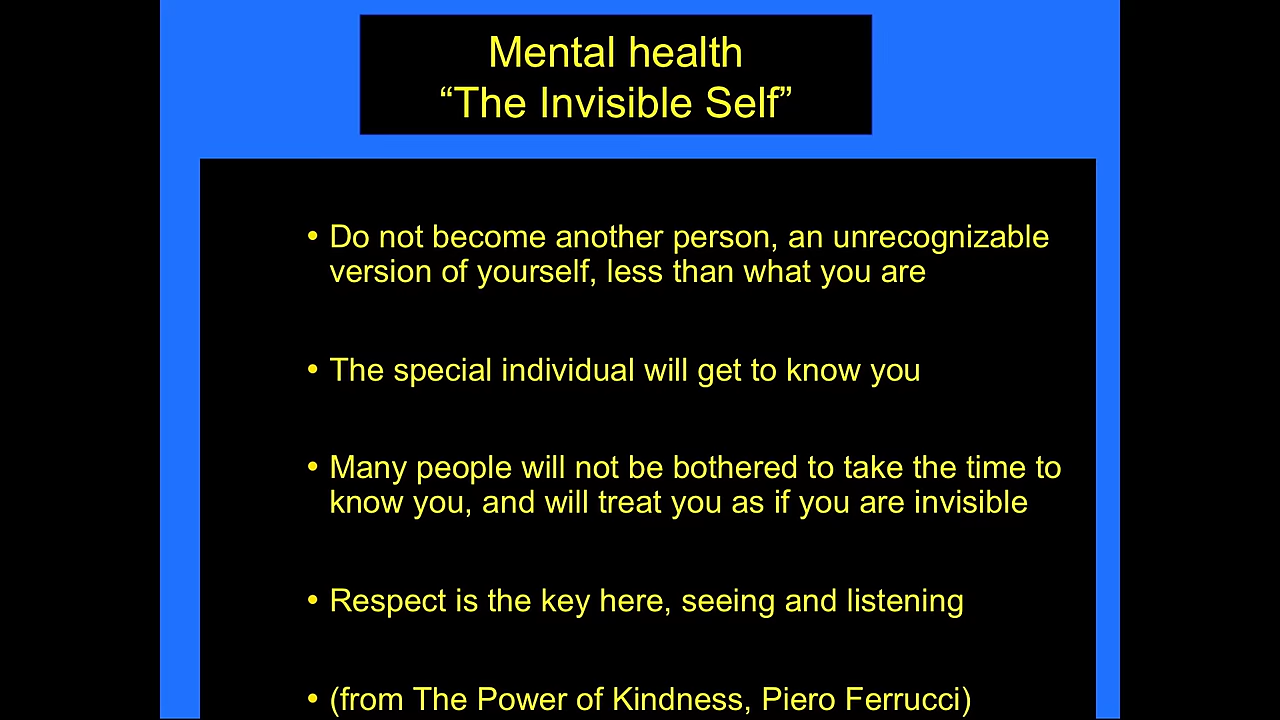 Mental health
“The Invisible Self”
• Do not become another person, an unrecognizable
version of yourself, less than what you are
• The special individual will get to know you
• Many people will not be bothered to take the time to
know you, and will treat you as if you are invisible
• Respect is the key here, seeing and listening
• (from The Power of Kindness, Piero Ferrucci)